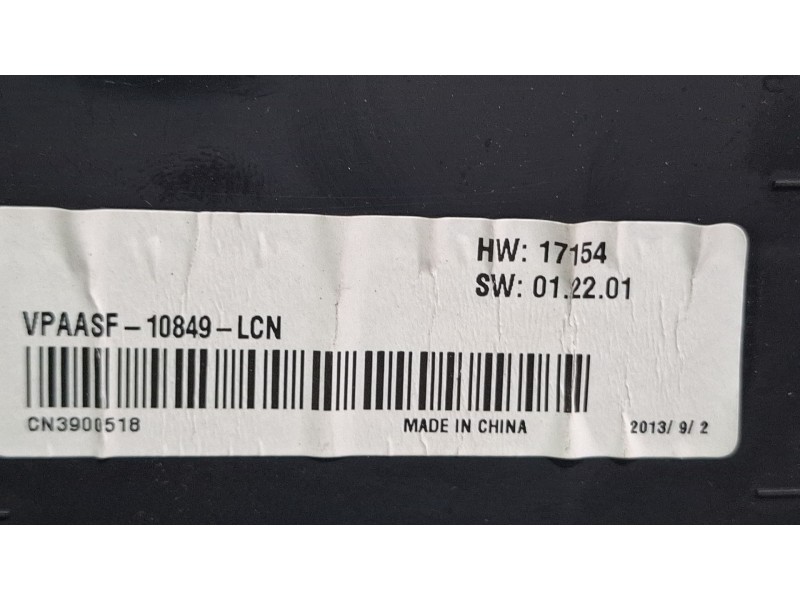 HW: 17154
SW: 01.22.01
VPAASF-10849-LCN
CN3900518
MADE IN CHINA
2013/ 9/ 2